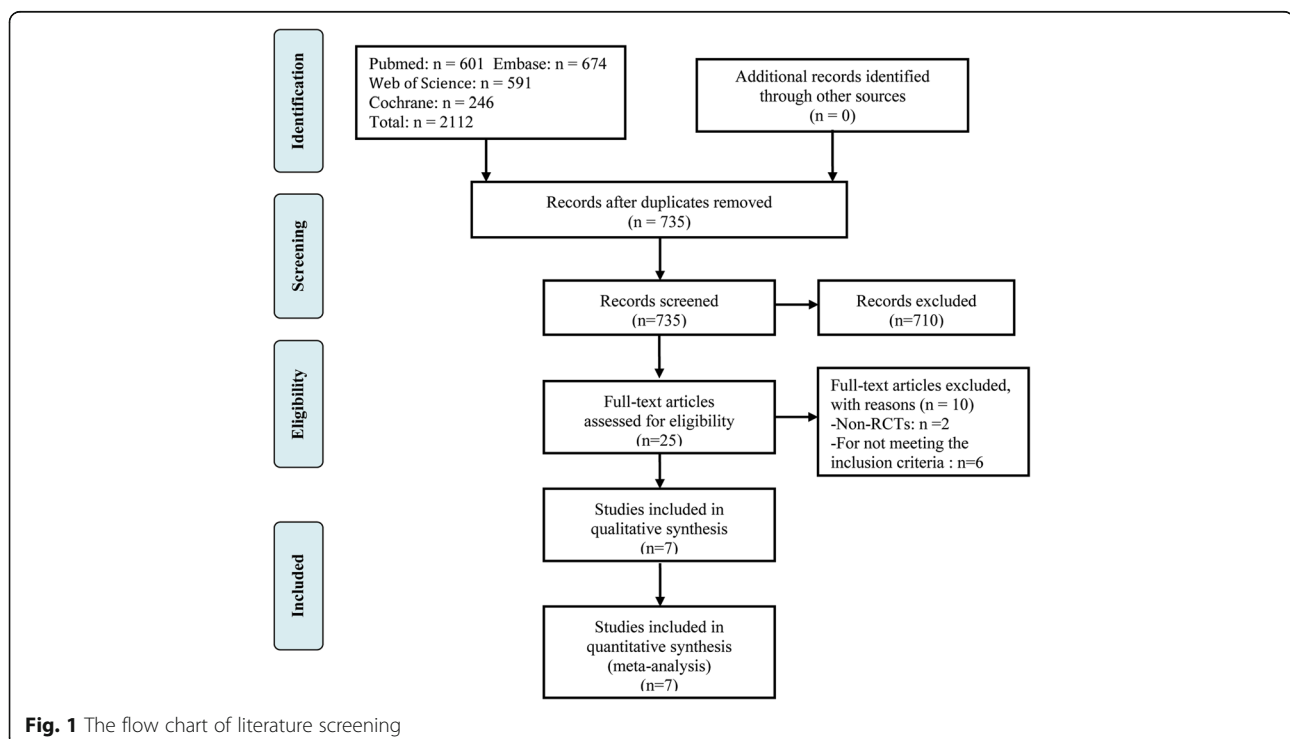 Identification
Pubmed: n = 601 Embase: n = 674
Web of Science: n = 591
Cochrane: n = 246
Total: n = 2112
Additional records identified
through other sources
(n = 0)
Screening
Records after duplicates removed
(n = 735)
Records screened
(n=735)
Records excluded
(n=710)
Eligibility
Full-text articles
assessed for eligibility
(n=25)
Full-text articles excluded,
with reasons (n = 10)
-Non-RCTs: n =2
-For not meeting the
inclusion criteria : n=6
Included
Studies included in
qualitative synthesis
(n=7)
Studies included in
quantitative synthesis
(meta-analysis)
(n=7)
Fig. 1 The flow chart of literature screening